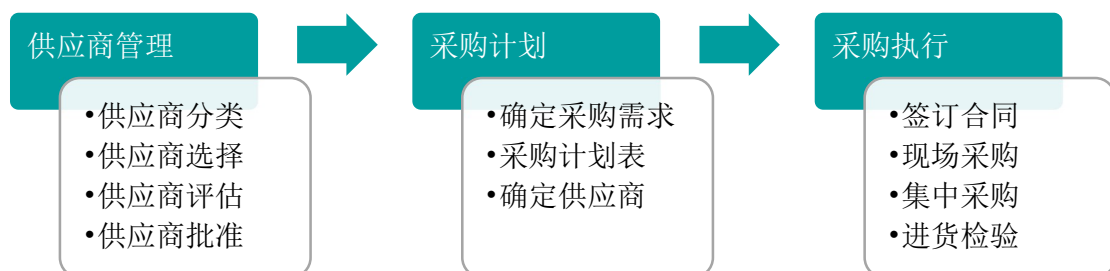 供应商管理
•供应商分类
•供应商选择
•供应商评估
•供应商批准
采购计划
•确定采购需求
•采购计划表
•确定供应商
采购执行
•签订合同
•现场采购
•集中采购
•进货检验